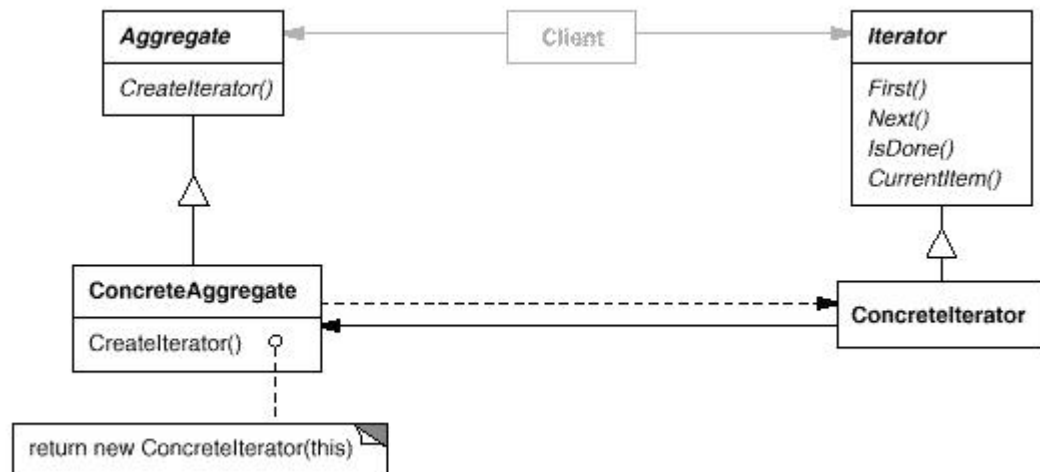 Aggregate
CreateIterator()
Client
Iterator
First()
Next()
IsDone()
CurrentItem()
ConcreteAggregate
CreateIterator()
ConcreteIterator
return new ConcreteIterator(this)